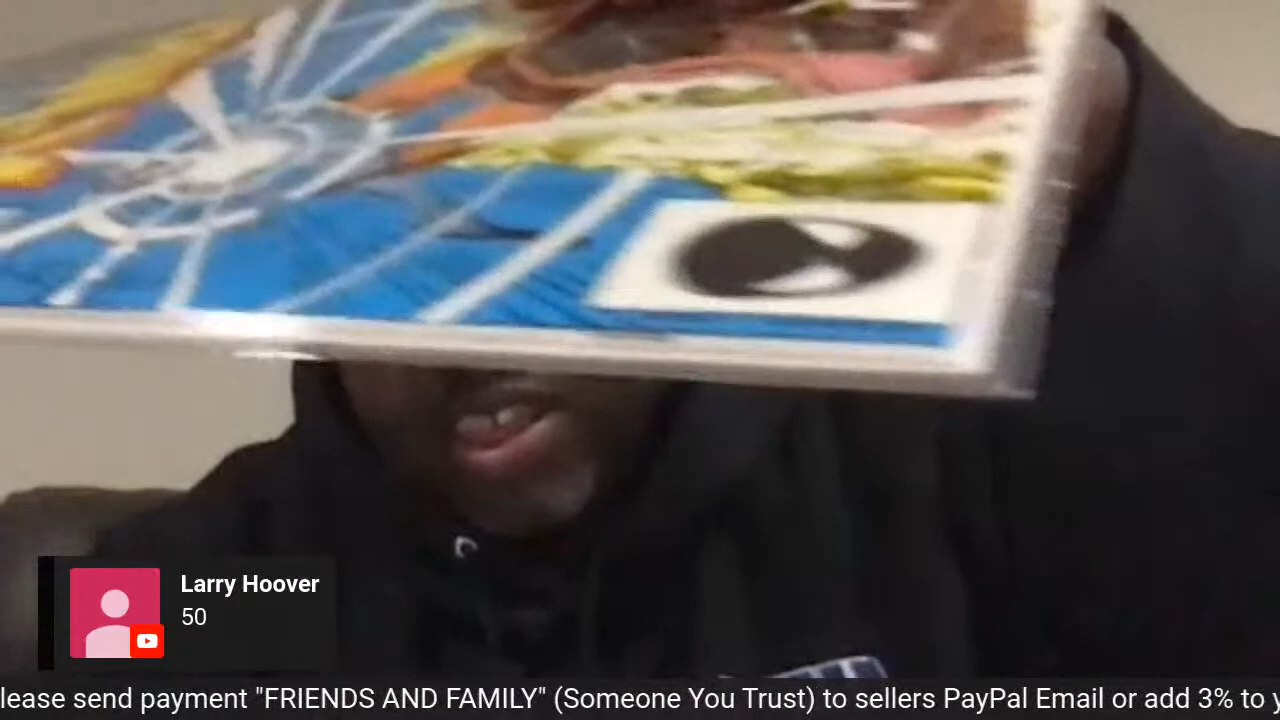 Larry Hoover
50
lease send payment "FRIENDS AND FAMILY" (Someone You Trust) to sellers PayPal Email or add 3% to y